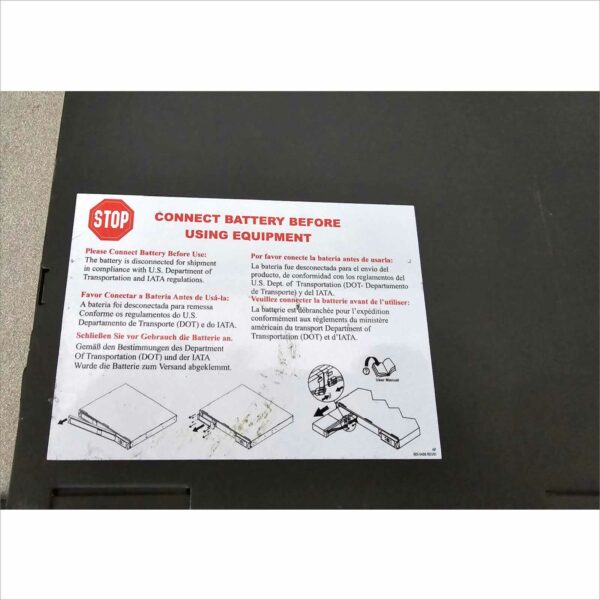 STOP
CONNECT BATTERY BEFORE
USING EQUIPMENT
Please Connect Battery Before Use:
The battery is disconnected for shipment
in compliance with U.S. Department of
Transportation and IATA regulations.
Favor Conectar a Bateria Antes de Usá-la:
A bateria foi desconectada para remessa
Conforme os regulamentos do U.S.
Departamento de Transporte (DOT) e do IATA.
Schließen Sie vor Gebrauch die Batterie an.
Gemäß den Bestimmungen des Department
Of Transportation (DOT) und der IATA
Wurde die Batterie zum Versand abgeklemmt.
Por favor conecte la bateria antes de usarla:
La bateria fue desconectada para el envio del
producto, de conformidad con los reglamentos del
U.S. Dept. of Transportation (DOT- Departamento
de Transporte) y del IATA.
Veuillez connecter la batterie avant de l'utiliser:
La batterie est débranchée pour l'expédition
conformément aux règlements du ministère
américain du transport Department of
Transportation (DOT) et d'IATA.
?
User Manual